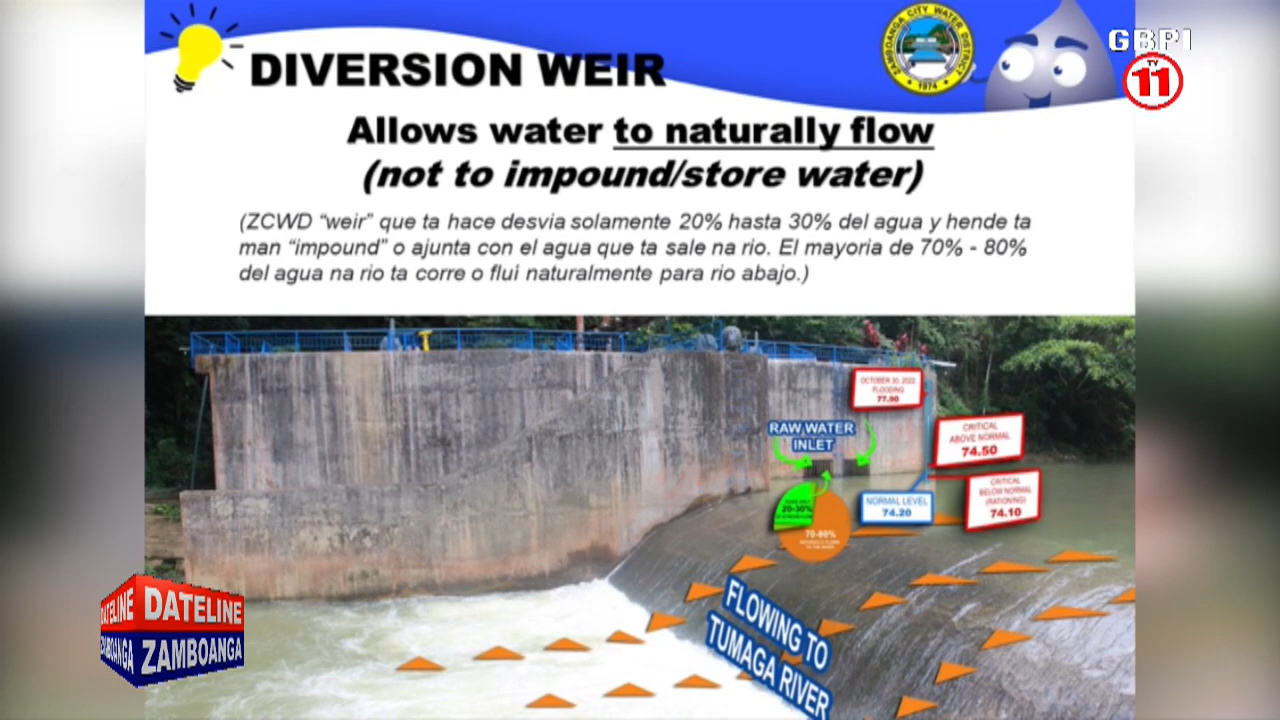 DIVERSION WEIR
ZAMBOANGA CITY WATER DISTRICT
1974
GBPI
TV
11
Allows water to naturally flow
(not to impound/store water)
(ZCWD “weir” que ta hace desvia solamente 20% hasta 30% del agua y hende ta
man “impound” o ajunta con el agua que ta sale na rio. El mayoria de 70% - 80%
del agua na rio ta corre o flui naturalmente para rio abajo.)
OCTOBER 30, 2022
FLOODING
77.80
RAW WATER
INLET
CRITICAL
ABOVE NORMAL
74.50
NORMAL LEVEL
74.20
CRITICAL
BELOW NORMAL
(RATIONING)
74.10
20-30%
70-80%
FLOWING TO
TUMAGA RIVER
DATELINE
DATELINE
ZAMBOANGA